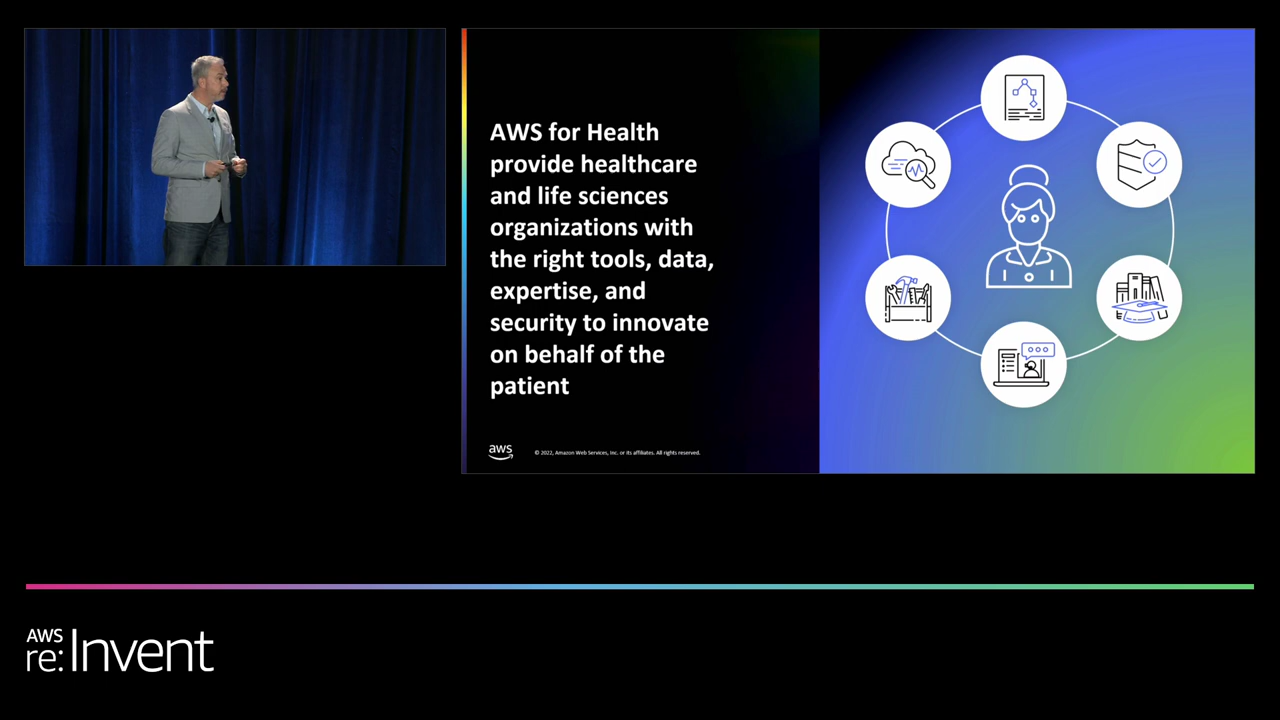 AWS for Health
provide healthcare
and life sciences
organizations with
the right tools, data,
expertise, and
security to innovate
on behalf of the
patient
aws
© 2022, Amazon Web Services, Inc. or its affiliates. All rights reserved.
AWS
re:Invent